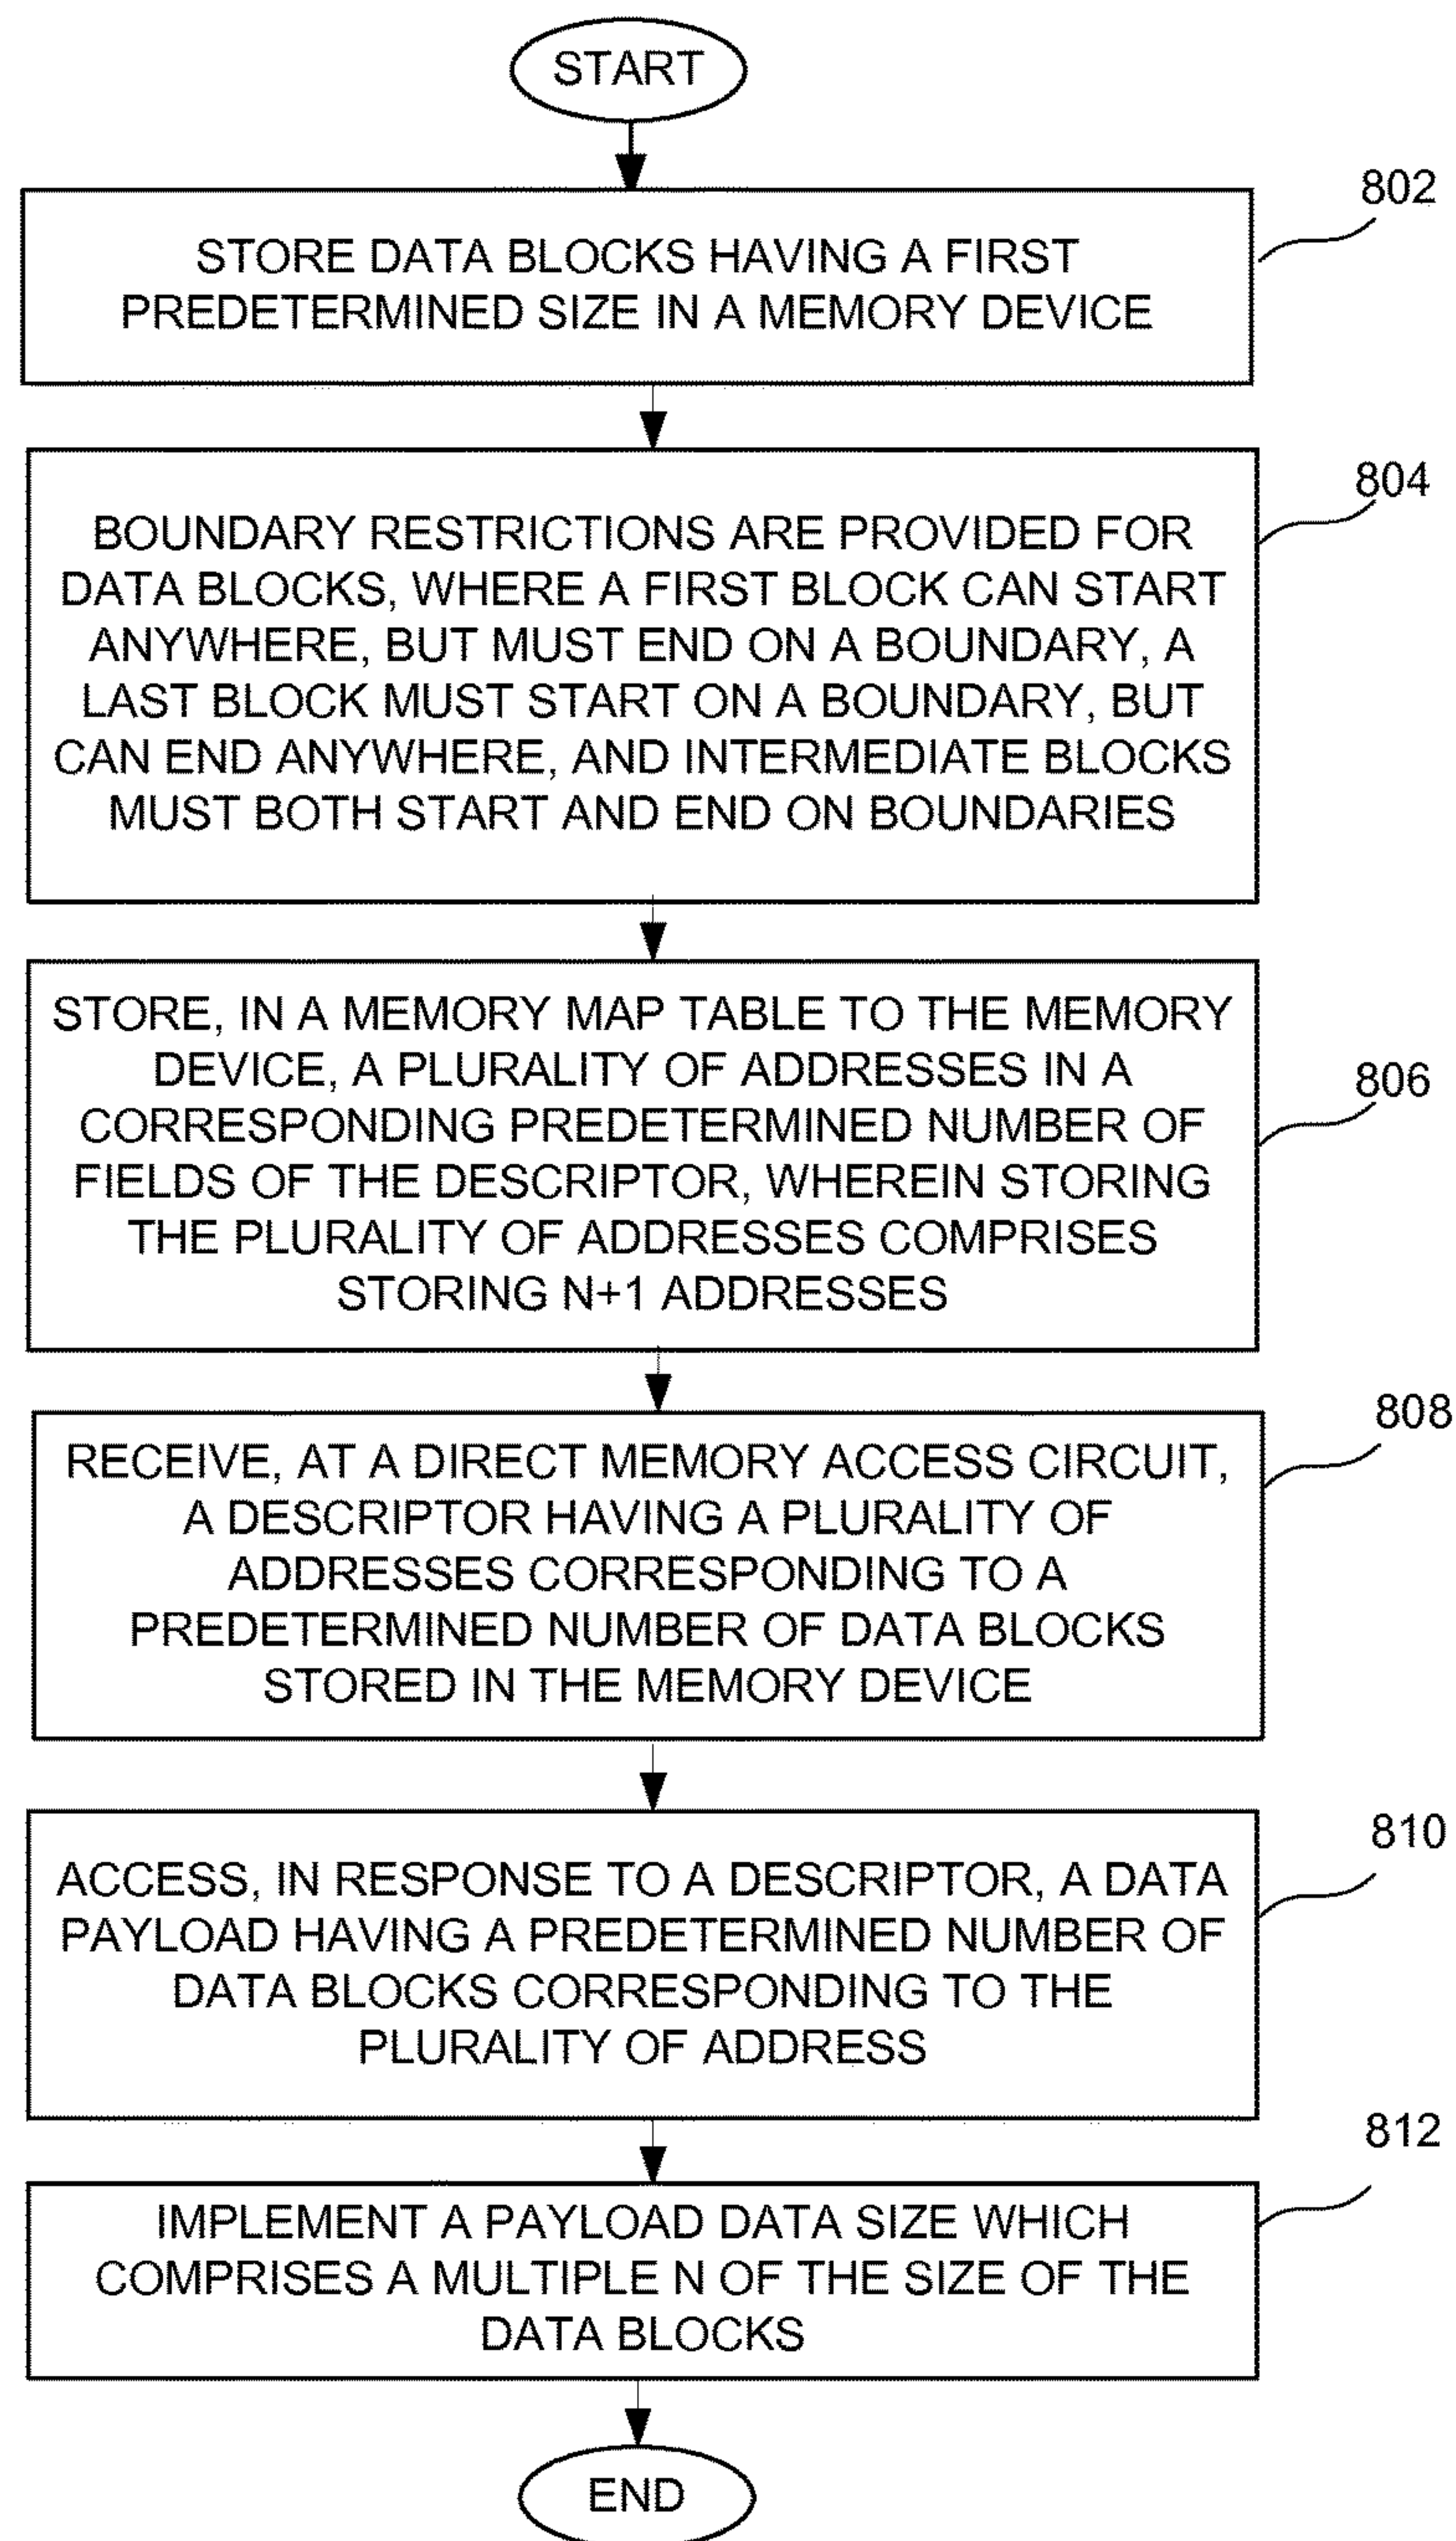 START
802
STORE DATA BLOCKS HAVING A FIRST
PREDETERMINED SIZE IN A MEMORY DEVICE
804
BOUNDARY RESTRICTIONS ARE PROVIDED FOR
DATA BLOCKS, WHERE A FIRST BLOCK CAN START
ANYWHERE, BUT MUST END ON A BOUNDARY, A
LAST BLOCK MUST START ON A BOUNDARY, BUT
CAN END ANYWHERE, AND INTERMEDIATE BLOCKS
MUST BOTH START AND END ON BOUNDARIES
806
STORE, IN A MEMORY MAP TABLE TO THE MEMORY
DEVICE, A PLURALITY OF ADDRESSES IN A
CORRESPONDING PREDETERMINED NUMBER OF
FIELDS OF THE DESCRIPTOR, WHEREIN STORING
THE PLURALITY OF ADDRESSES COMPRISES
STORING N+1 ADDRESSES
808
RECEIVE, AT A DIRECT MEMORY ACCESS CIRCUIT,
A DESCRIPTOR HAVING A PLURALITY OF
ADDRESSES CORRESPONDING TO A
PREDETERMINED NUMBER OF DATA BLOCKS
STORED IN THE MEMORY DEVICE
810
ACCESS, IN RESPONSE TO A DESCRIPTOR, A DATA
PAYLOAD HAVING A PREDETERMINED NUMBER OF
DATA BLOCKS CORRESPONDING TO THE
PLURALITY OF ADDRESS
812
IMPLEMENT A PAYLOAD DATA SIZE WHICH
COMPRISES A MULTIPLE N OF THE SIZE OF THE
DATA BLOCKS
END